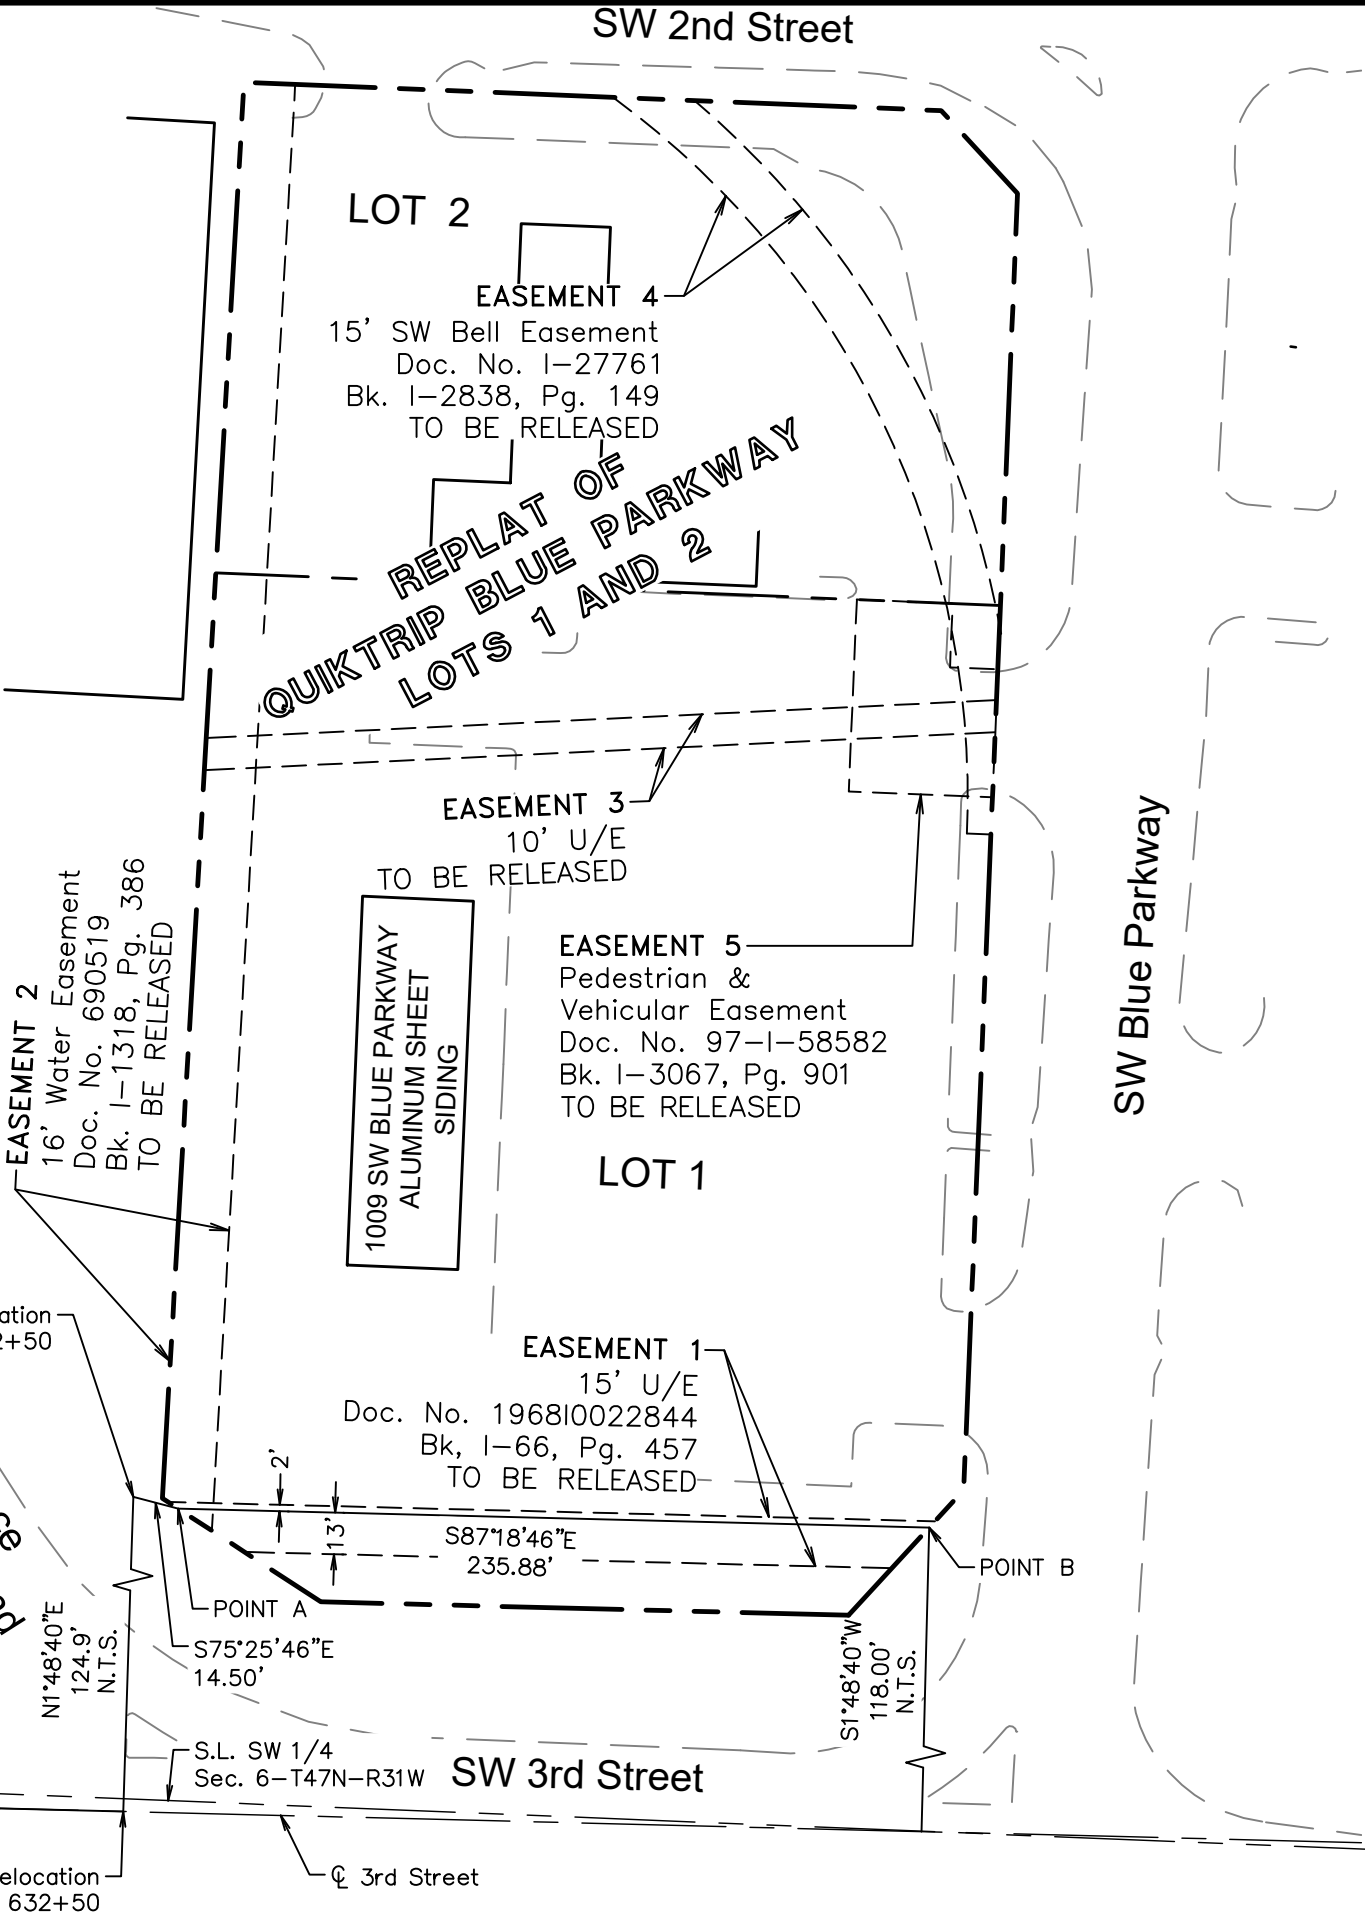 SW 2nd Street
LOT 2
EASEMENT 4
15' SW Bell Easement
Doc. No. I-27761
Bk. I-2838, Pg. 149
TO BE RELEASED
REPLAT OF
QUIKTRIP BLUE PARKWAY
LOTS 1 AND 2
EASEMENT 3
10' U/E
TO BE RELEASED
SW Blue Parkway
EASEMENT 2
16' Water Easement
Doc. No. 690519
Bk. I-1318, Pg. 386
TO BE RELEASED
1009 SW BLUE PARKWAY
ALUMINUM SHEET
SIDING
EASEMENT 5
Pedestrian &
Vehicular Easement
Doc. No. 97-I-58582
Bk. I-3067, Pg. 901
TO BE RELEASED
LOT 1
ation
2+50
EASEMENT 1
15' U/E
Doc. No. 1968I0022844
Bk, I-66, Pg. 457
TO BE RELEASED
2'
13'
S87°18'46"E
235.88'
POINT B
POINT A
S75°25'46"E
14.50'
N1°48'40"E
124.9'
N.T.S.
S1°48'40"W
118.00'
N.T.S.
S.L. SW 1/4
Sec. 6-T47N-R31W
SW 3rd Street
elocation
632+50
℄ 3rd Street